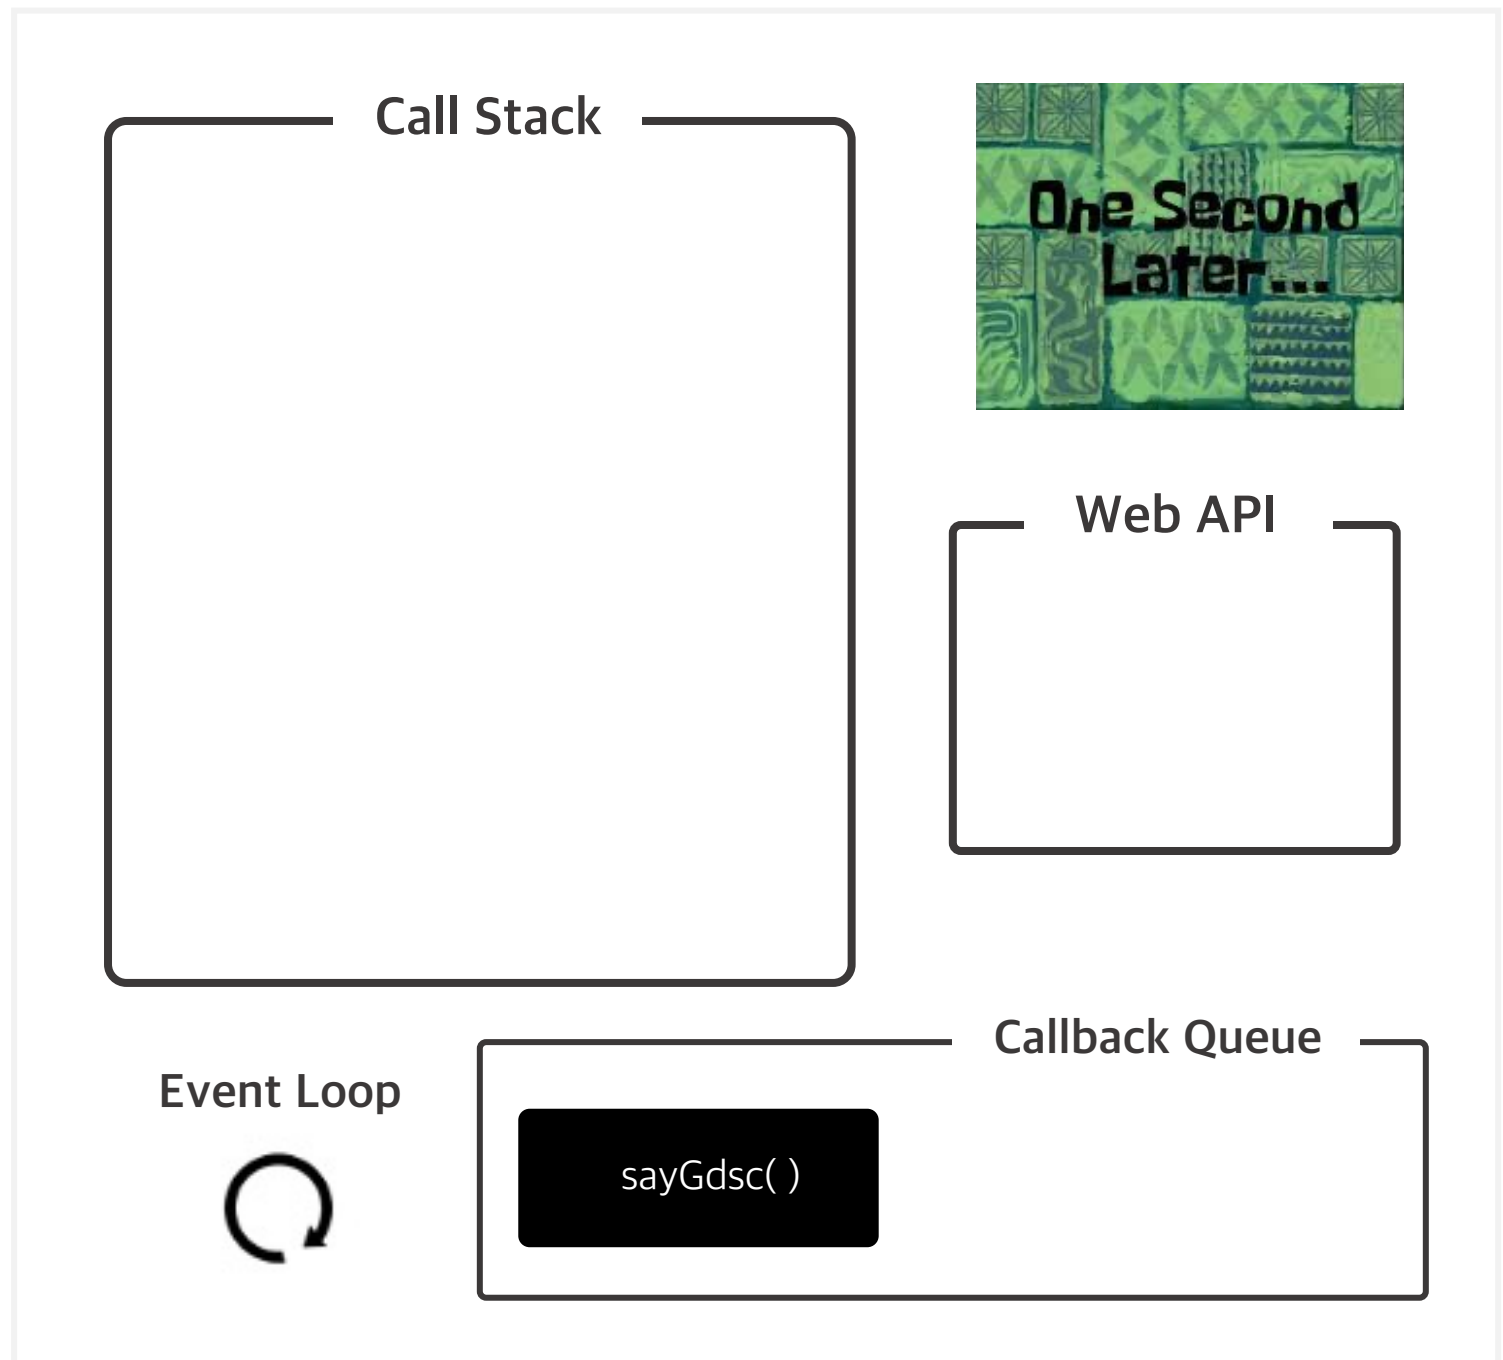 Call Stack
One Second
Later...
Web API
Callback Queue
Event Loop
sayGdsc( )